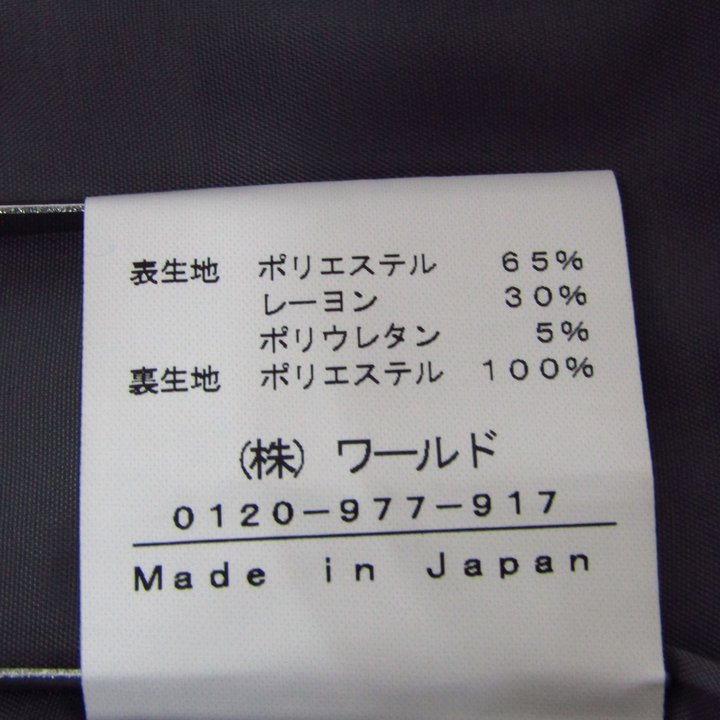 表生地 ポリエステル 65%
レーヨン 30%
ポリウレタン 5%
裏生地 ポリエステル 100%
(株) ワールド
0120-977-917
Made in Japan